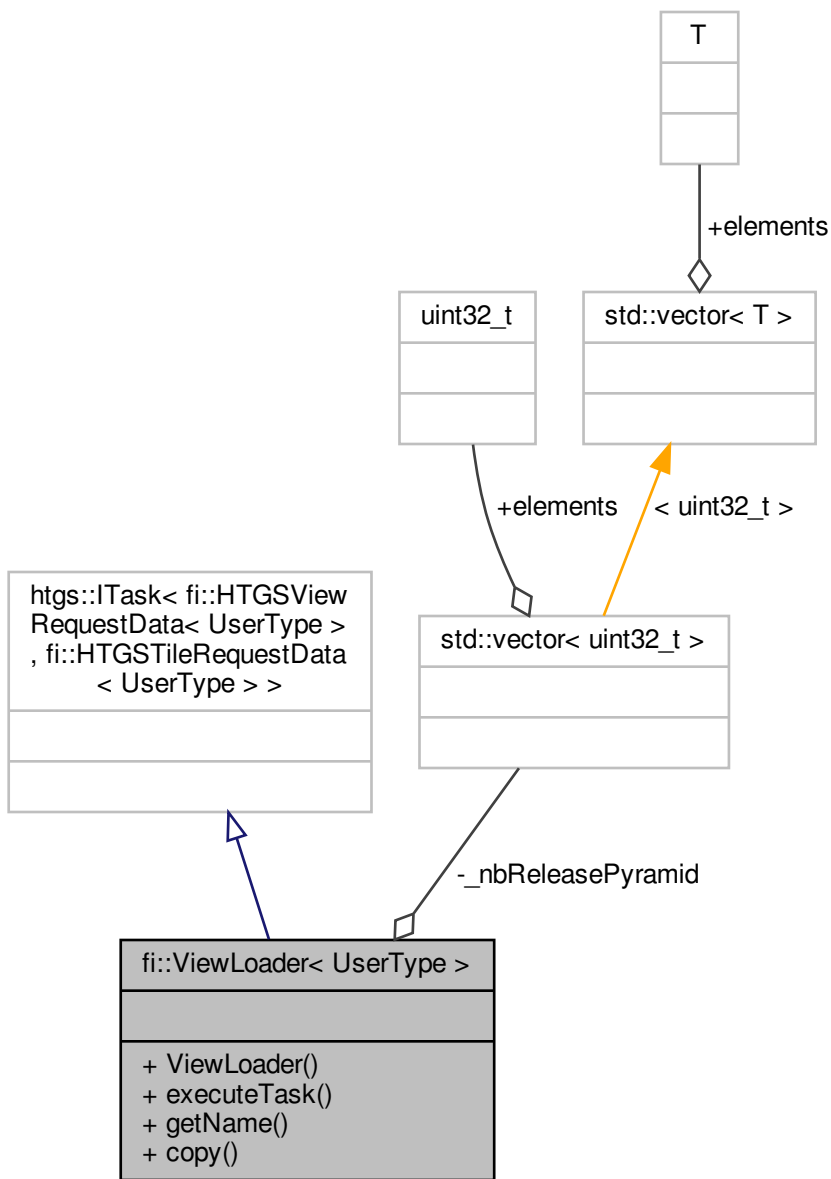 T
+elements
uint32_t
std::vector< T >
+elements
< uint32_t >
htgs::ITask< fi::HTGSView
RequestData< UserType >
, fi::HTGSTileRequestData
< UserType > >
std::vector< uint32_t >
-_nbReleasePyramid
fi::ViewLoader< UserType >
+ ViewLoader()
+ executeTask()
+ getName()
+ copy()